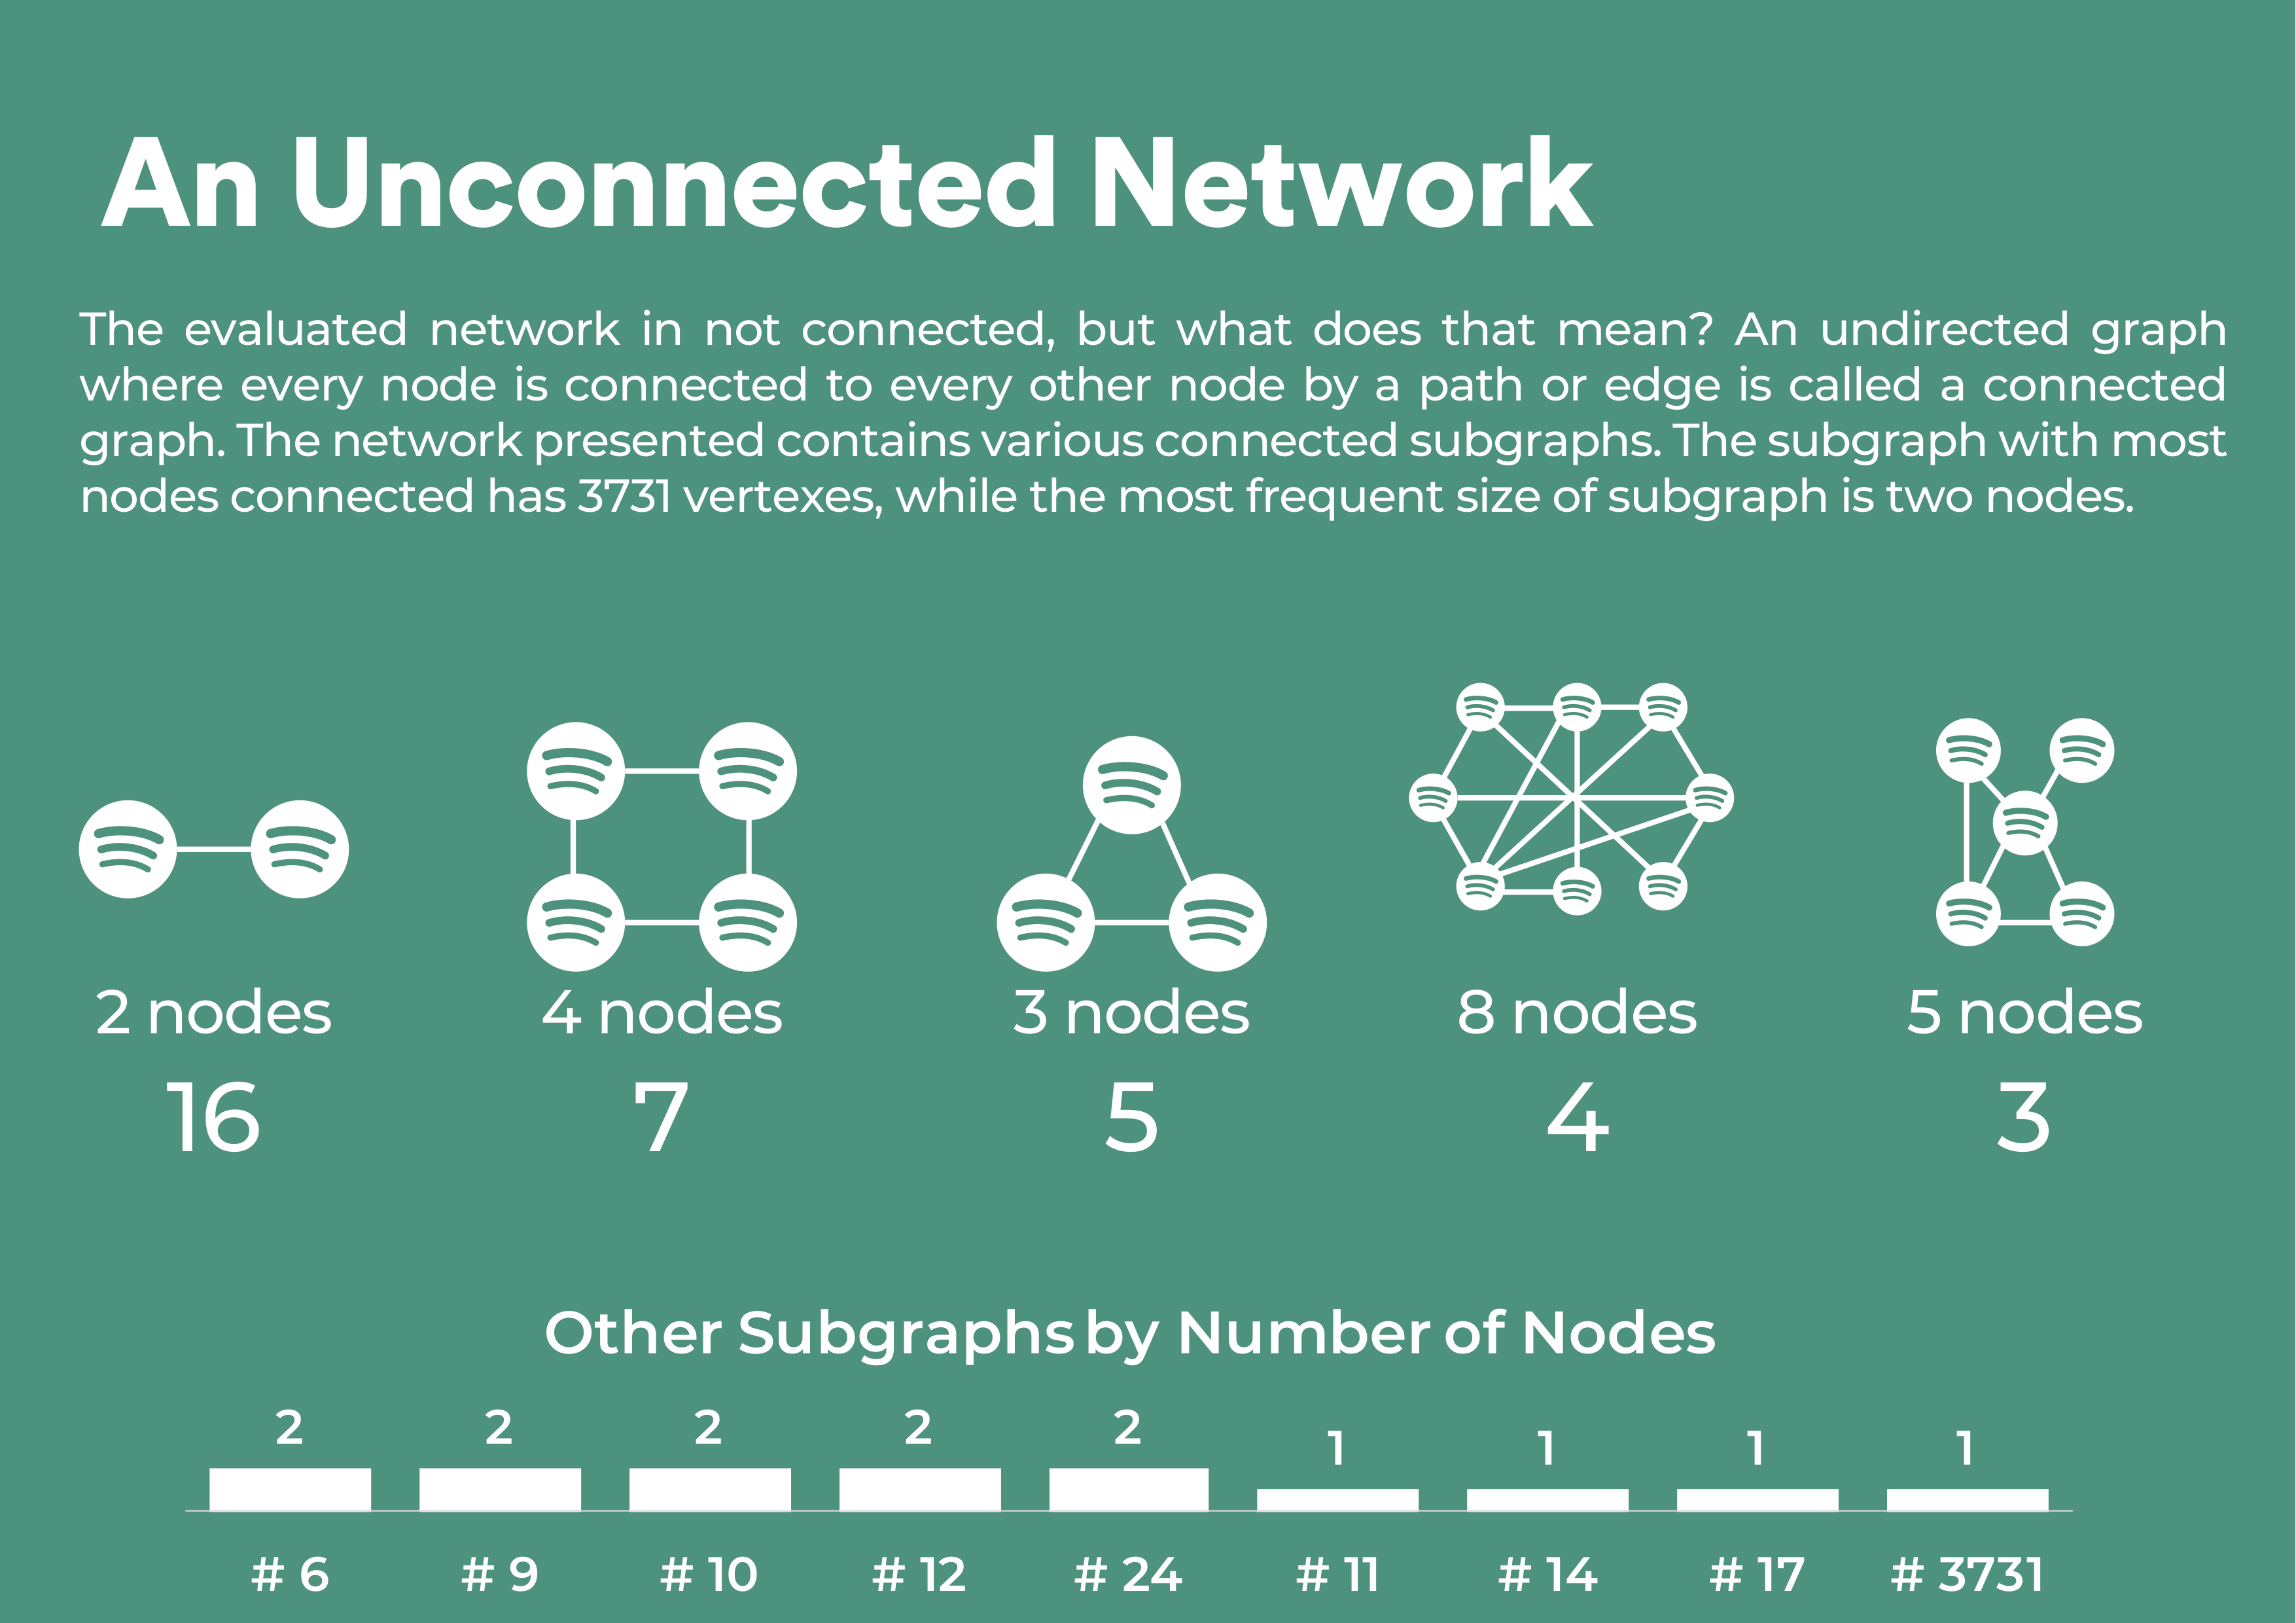 An Unconnected Network
The evaluated network in not connected, but what does that mean? An undirected graph
where every node is connected to every other node by a path or edge is called a connected
graph. The network presented contains various connected subgraphs. The subgraph with most
nodes connected has 3731 vertexes, while the most frequent size of subgraph is two nodes.
2 nodes 4 nodes 3 nodes 8 nodes 5 nodes
16 7 5 4 3
Other Subgraphs by Number of Nodes
2 2 2 2 2 1 1 1 1
# 6 # 9 # 10 # 12 # 24 # 11 # 14 # 17 # 3731